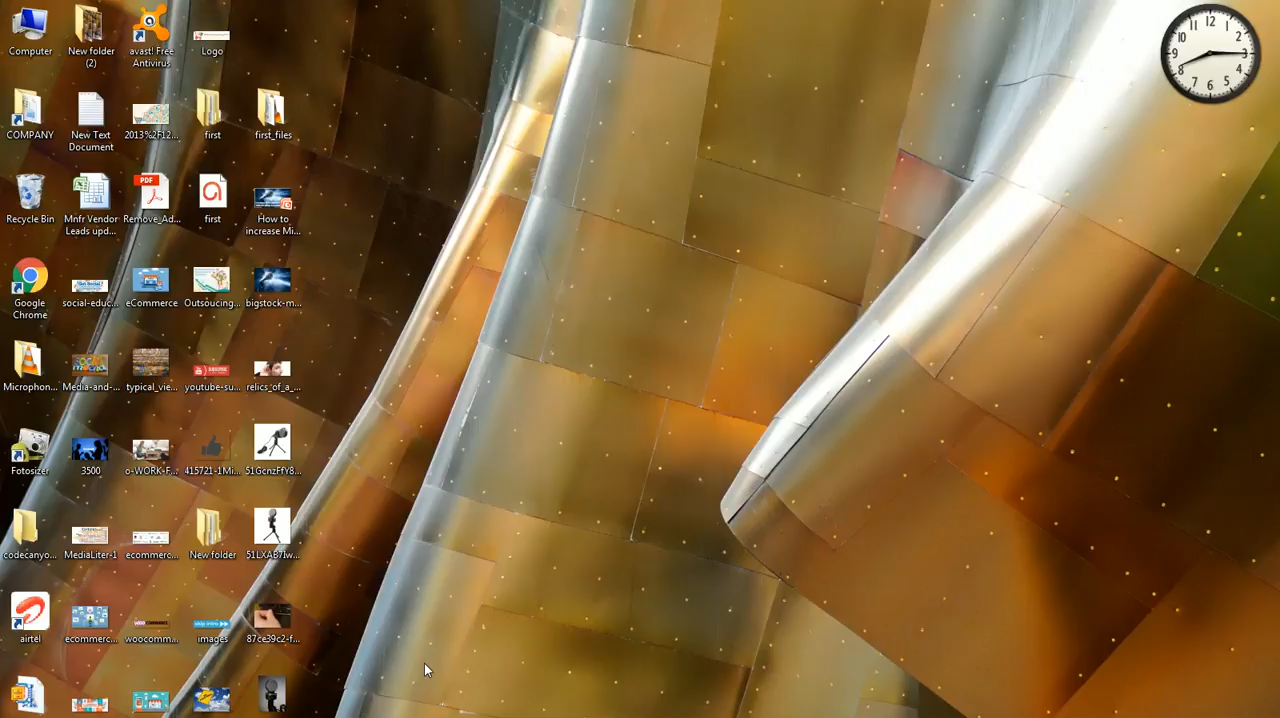 Computer
New folder
(2)
avast! Free
Antivirus
Logo
COMPANY
New Text
Document
2013%2F12...
first
first_files
Recycle Bin
Mnfr Vendor
Leads upd...
PDF
Remove_Ad...
first
How to
increase Mi...
Google
Chrome
social-educ...
eCommerce
Outsoucing...
bigstock-m...
Microphon...
Media-and-...
typical_vie...
youtube-su...
relics_of_a_...
Fotosizer
3500
o-WORK-F...
415721-1Mi...
51GcnzFfY8...
codecanyo...
MediaLiter-1
ecommerc...
New folder
51LXAB7Iw...
airtel
ecommerc...
woocomm...
images
87ce39c2-f...
12
1
2
3
4
5
6
7
8
9
10
11